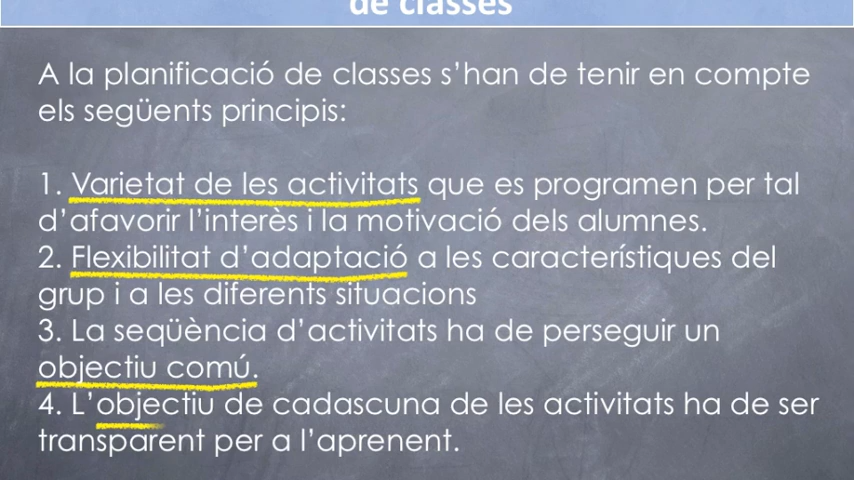 de classes
A la planificació de classes s'han de tenir en compte
els següents principis:
1. Varietat de les activitats que es programen per tal
d'afavorir l'interès i la motivació dels alumnes.
2. Flexibilitat d'adaptació a les característiques del
grup i a les diferents situacions
3. La seqüència d'activitats ha de perseguir un
objectiu comú.
4. L'objectiu de cadascuna de les activitats ha de ser
transparent per a l'aprenent.